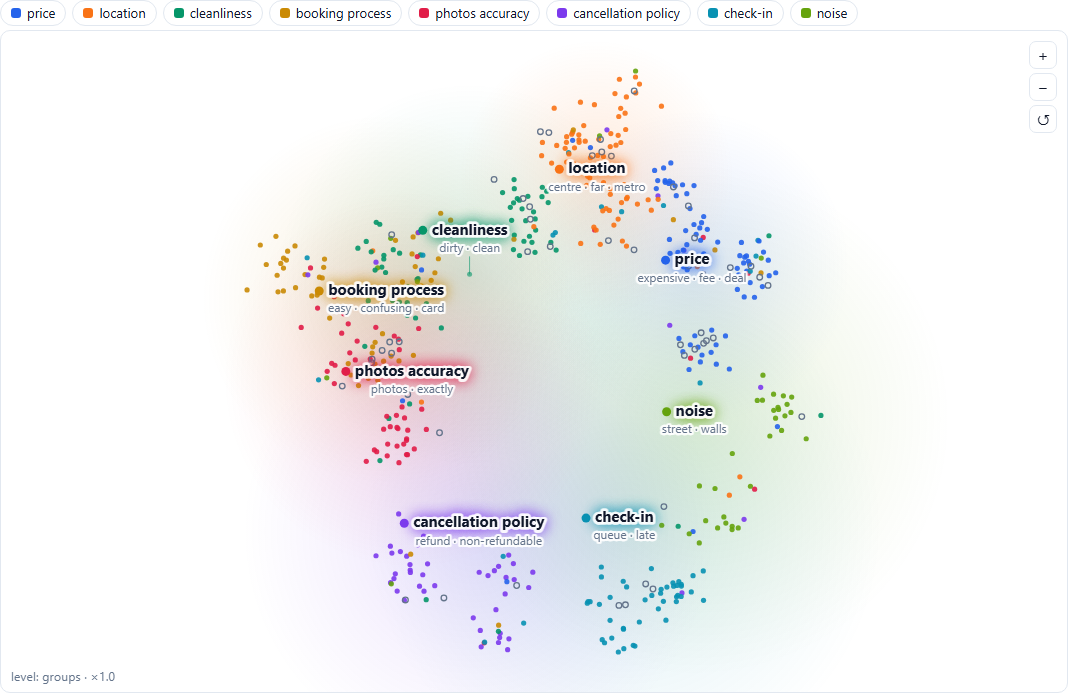 price location cleanliness booking process photos accuracy cancellation policy check-in noise
+
−
↺
location
centre · far · metro
cleanliness
dirty · clean
price
expensive · fee · deal
booking process
easy · confusing · card
photos accuracy
photos · exactly
noise
street · walls
cancellation policy
refund · non-refundable
check-in
queue · late
level: groups · ×1.0